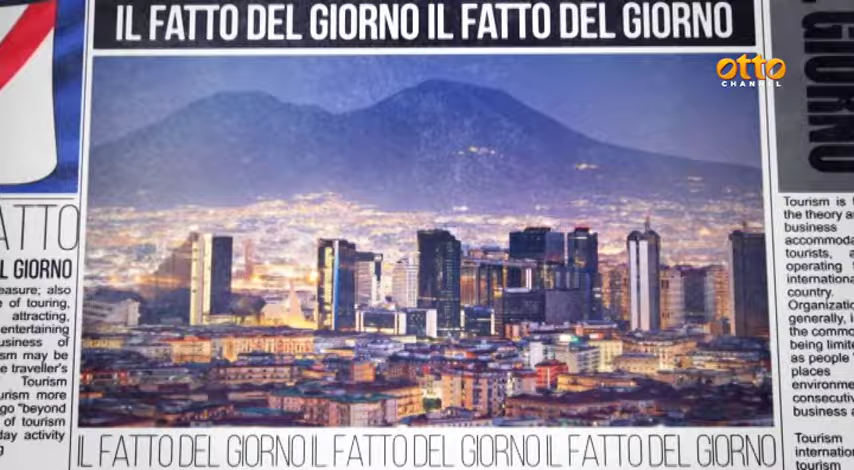 IL FATTO DEL GIORNO IL FATTO DEL GIORNO
otto
CHANNEL
GIORNO
ATTO
L GIORNO
easure; also
e of touring,
attracting,
entertaining
usiness of
sm may be
e traveller's
Tourism
urism more
go "beyond
of tourism
day activity
Tourism is
the theory a
business
accommoda
tourists, a
operating
international
country.
Organizatio
generally, i
the commo
being limite
as people
places
environme
consecutiv
business a
Tourism
internation
tourism
IL FATTO DEL GIORNO IL FATTO DEL GIORNO IL FATTO DEL GIORNO